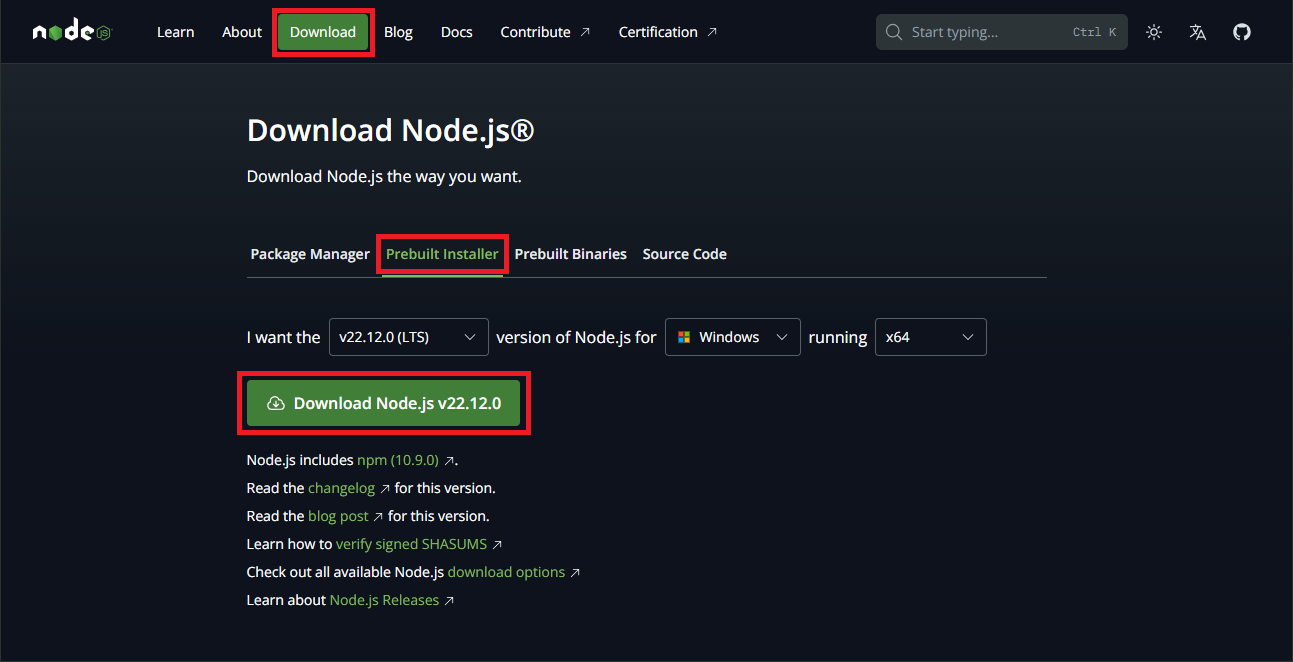 node JS Learn About Download Blog Docs Contribute ↗ Certification ↗ Start typing... Ctrl K
Download Node.js®
Download Node.js the way you want.
Package Manager Prebuilt Installer Prebuilt Binaries Source Code
I want the v22.12.0 (LTS) version of Node.js for Windows running x64
Download Node.js v22.12.0
Node.js includes npm (10.9.0) ↗.
Read the changelog ↗ for this version.
Read the blog post ↗ for this version.
Learn how to verify signed SHASUMS ↗
Check out all available Node.js download options ↗
Learn about Node.js Releases ↗